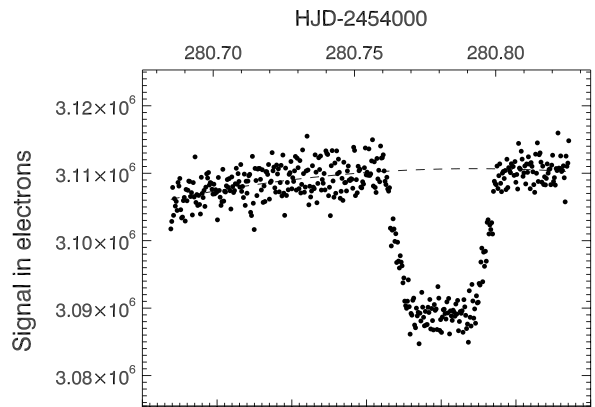 HJD-2454000
280.70 280.75 280.80
3.12×10⁶
3.11×10⁶
3.10×10⁶
3.09×10⁶
3.08×10⁶
Signal in electrons